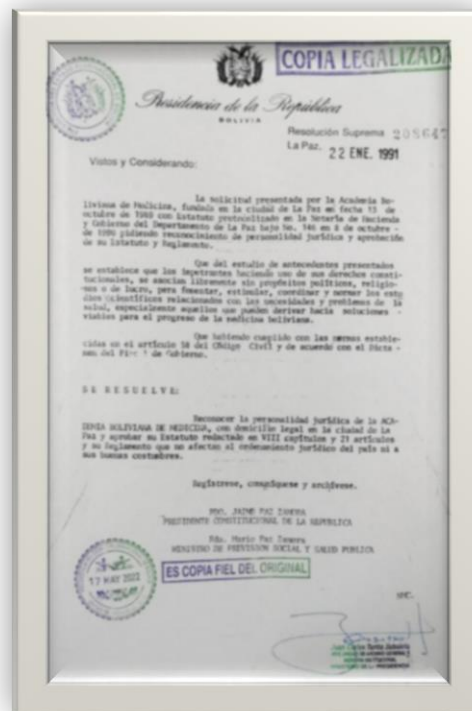 COPIA LEGALIZADA
Presidencia de la República
BOLIVIA
Resolución Suprema 208647
La Paz, 22 ENE. 1991
Vistos y Considerando:
La solicitud presentada por la Academia Bo-
liviana de Medicina, fundada en la ciudad de La Paz en fecha 15 de
octubre de con Estatuto protocolizado en la Notaría de Hacienda
y Gobierno del Departamento de La Paz bajo No. 146 en 8 de octubre -
de 1990 pidiendo reconocimiento de personalidad jurídica y aprobación
de su Estatuto y Reglamento.
Que del estudio de antecedentes presentados
se establece que los impetrantes haciendo uso de sus derechos consti-
tucionales, se asocian libremente sin propósitos políticos, religio-
sos o de lucro, para fomentar, estimular, coordinar y normar los estu
dios científicos relacionados con las necesidades y problemas de la
salud, especialmente aquellos que pueden derivar hacia soluciones -
viables para el progreso de la medicina boliviana.
Que habiendo cumplido con las normas estable-
cidas en el artículo 58 del Código Civil y de acuerdo con el Dicta -
men del de Gobierno.
SE RESUELVE:
Reconocer la personalidad jurídica de la ACA-
DEMIA BOLIVIANA DE MEDICINA, con domicilio legal en la ciudad de La
Paz y aprobar su Estatuto redactado en VIII capítulos y 21 artículos
y su Reglamento que no afectan al ordenamiento jurídico del país ni a
sus buenas costumbres.
Regístrese, comuníquese y archívese.
FDO. JAIME PAZ ZAMORA
PRESIDENTE CONSTITUCIONAL DE LA REPUBLICA
Fdo. Mario Paz Zamora
MINISTRO DE PREVISION SOCIAL Y SALUD PUBLICA
17 MAY 2022
ES COPIA FIEL DEL ORIGINAL